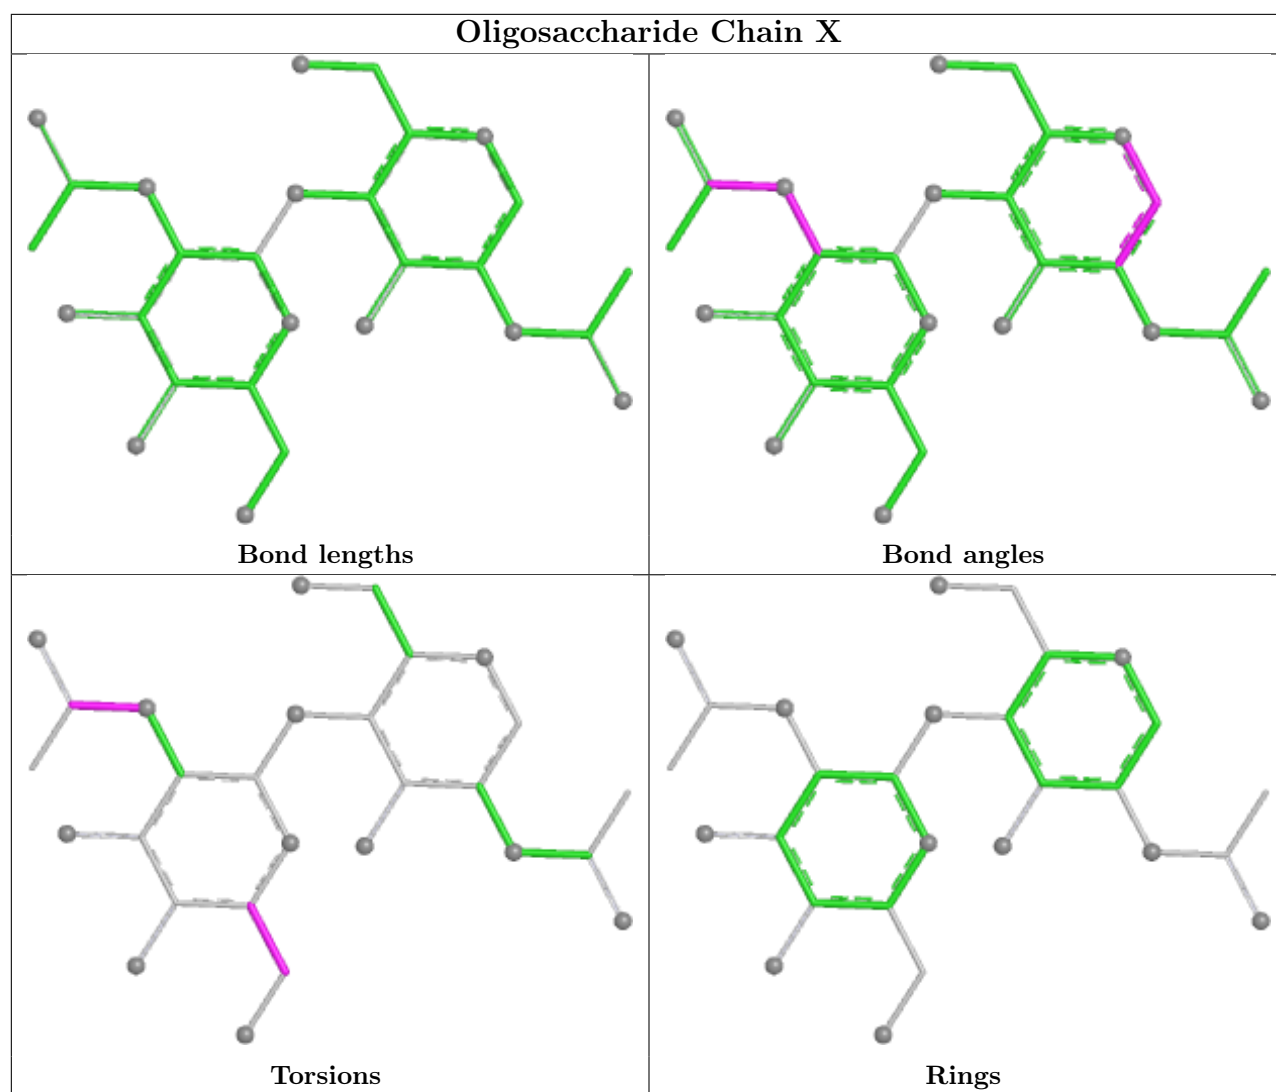 Oligosaccharide Chain X
Bond lengths
Bond angles
Torsions
Rings